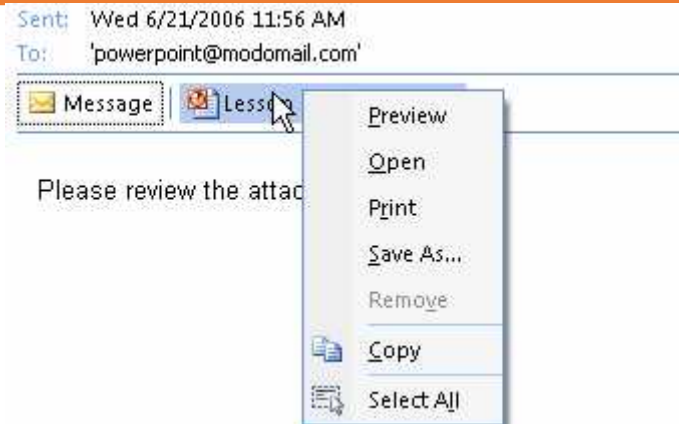 Sent: Wed 6/21/2006 11:56 AM
To: 'powerpoint@modomail.com'
Message Lesson
Preview
Open
Please review the
Print
Save As...
Remove
Copy
Select All